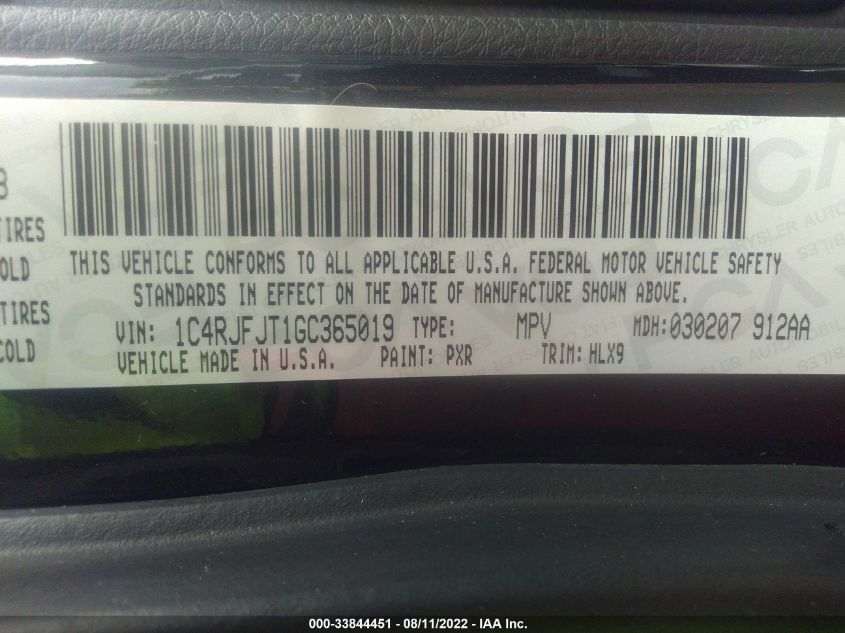 8
TIRES
COLD
TIRES
COLD
THIS VEHICLE CONFORMS TO ALL APPLICABLE U.S.A. FEDERAL MOTOR VEHICLE SAFETY
STANDARDS IN EFFECT ON THE DATE OF MANUFACTURE SHOWN ABOVE.
VIN: 1C4RJFJT1GC365019 TYPE: MPV MDH:030207 912AA
VEHICLE MADE IN U.S.A. PAINT: PXR TRIM: HLX9
000-33844451 - 08/11/2022 - IAA Inc.